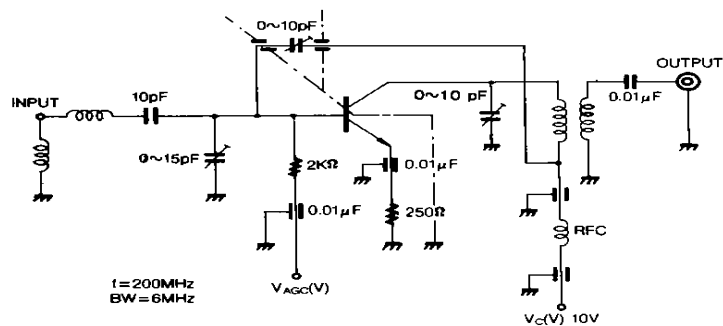 0~10pF
OUTPUT
INPUT
10pF
0~10 pF
0.01μF
0~15pF
2KΩ
0.01μF
0.01μF
250Ω
RFC
f=200MHz
BW=6MHz
VAGC(V)
VC(V) 10V